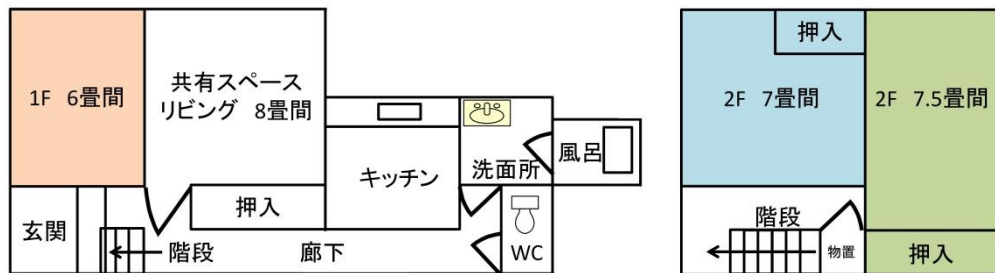 1F 6畳間
共有スペース
リビング 8畳間
キッチン
洗面所
風呂
玄関
押入
階段
廊下
WC
押入
2F 7畳間
2F 7.5畳間
階段
物置
押入